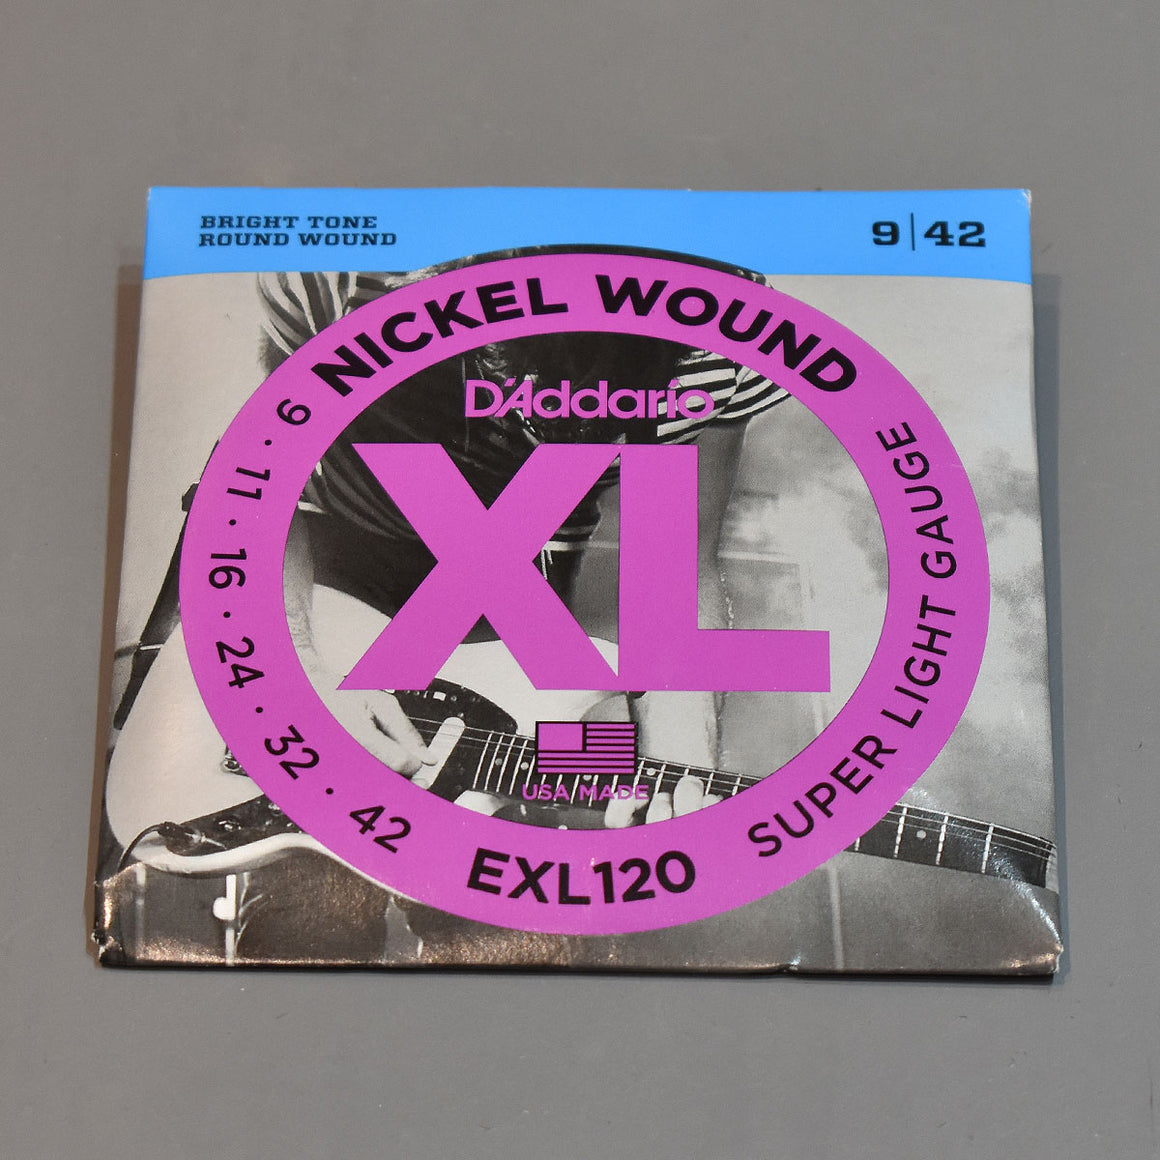 BRIGHT TONE
ROUND WOUND
9|42
NICKEL WOUND
D'Addario
XL
USA MADE
9 · 11 · 16 · 24 · 32 · 42
EXL120
SUPER LIGHT GAUGE